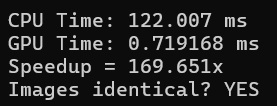 CPU Time: 122.007 ms
GPU Time: 0.719168 ms
Speedup = 169.651x
Images identical? YES